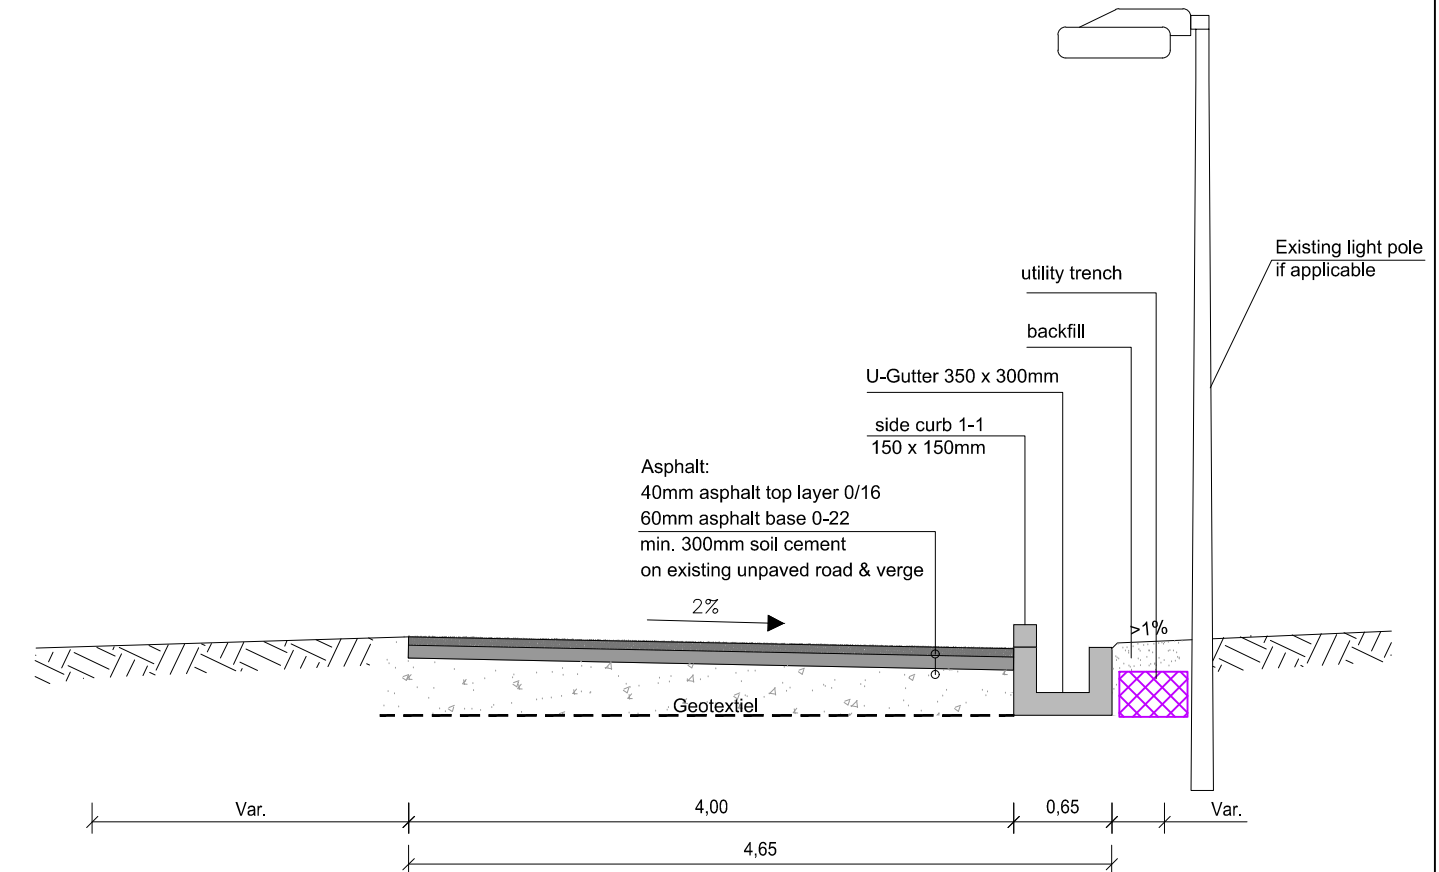 Existing light pole
if applicable
utility trench
backfill
U-Gutter 350 x 300mm
side curb 1-1
150 x 150mm
Asphalt:
40mm asphalt top layer 0/16
60mm asphalt base 0-22
min. 300mm soil cement
on existing unpaved road & verge
2%
>1%
Geotextiel
Var.
4,00
0,65
Var.
4,65